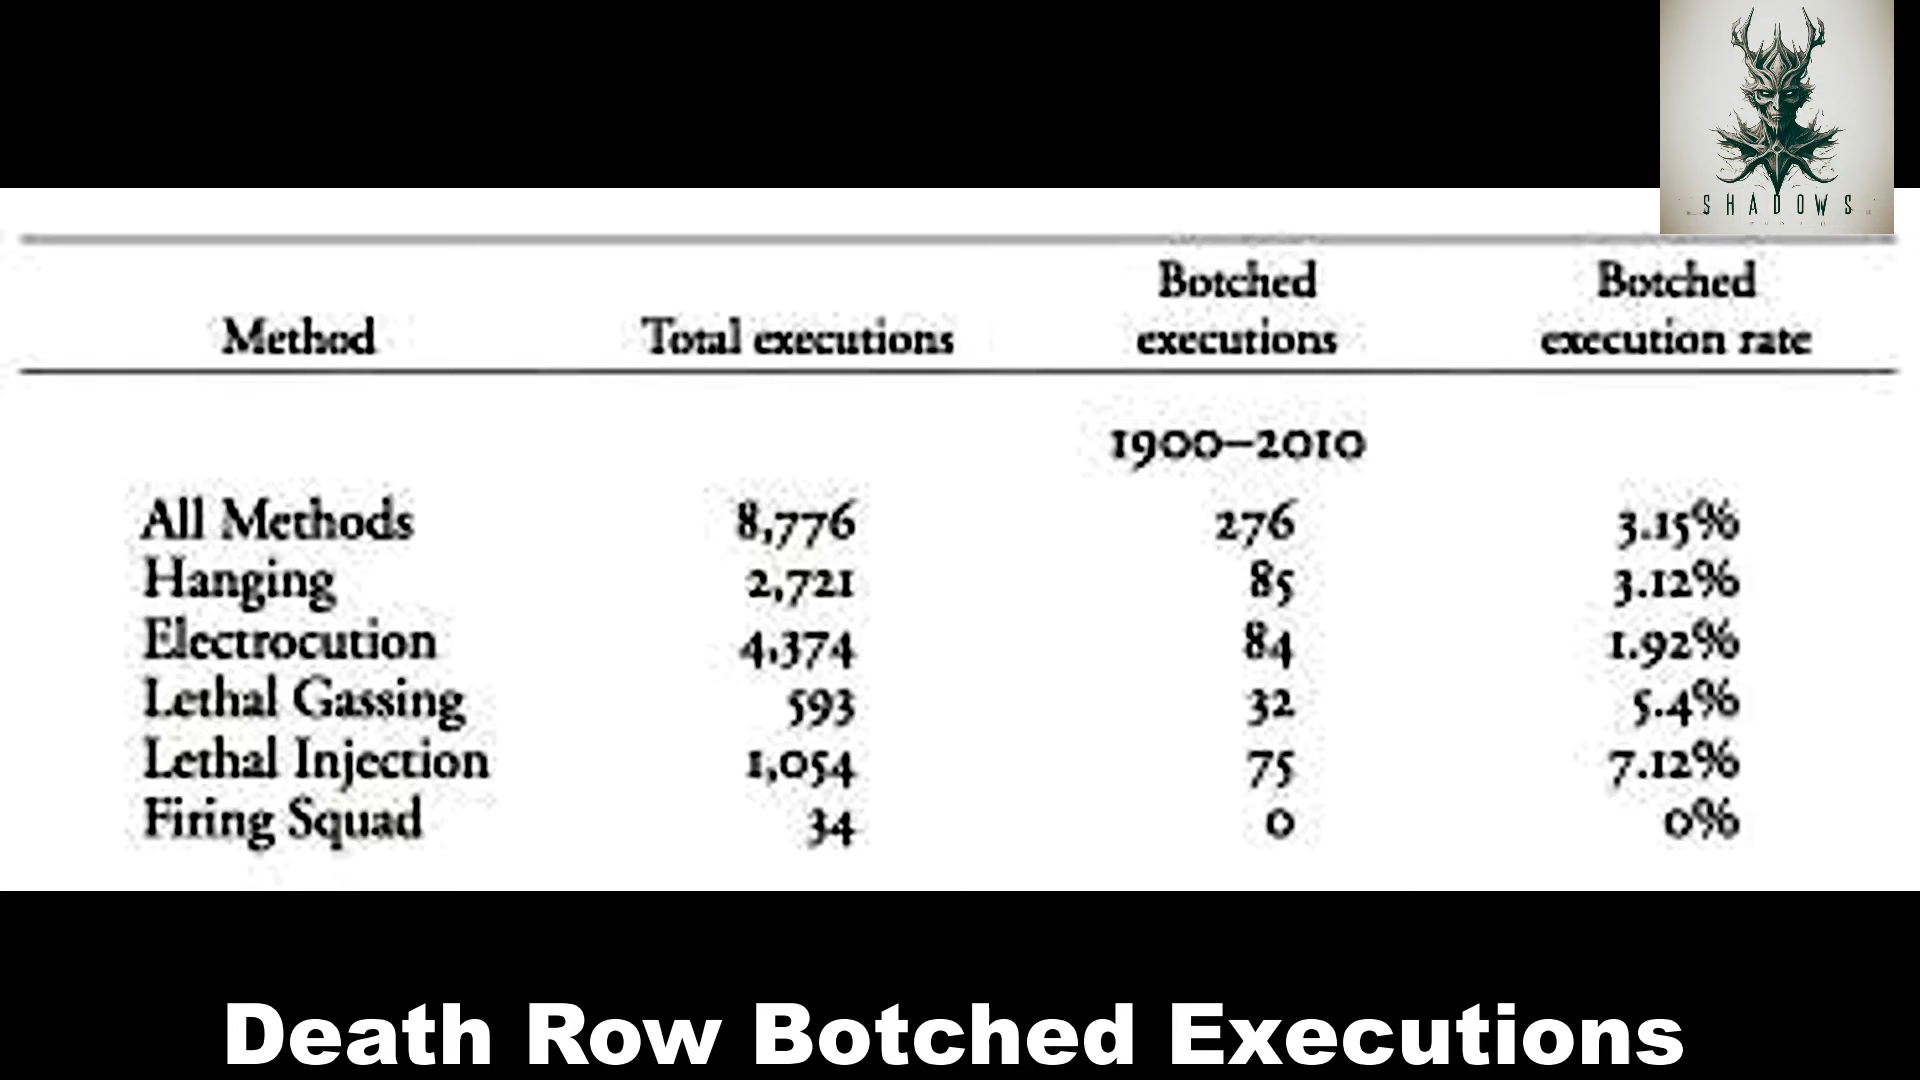 SHADOWS
Botched Botched
Method Total executions executions execution rate
1900–2010
All Methods 8,776 276 3.15%
Hanging 2,721 85 3.12%
Electrocution 4,374 84 1.92%
Lethal Gassing 593 32 5.4%
Lethal Injection 1,054 75 7.12%
Firing Squad 34 0 0%
Death Row Botched Executions